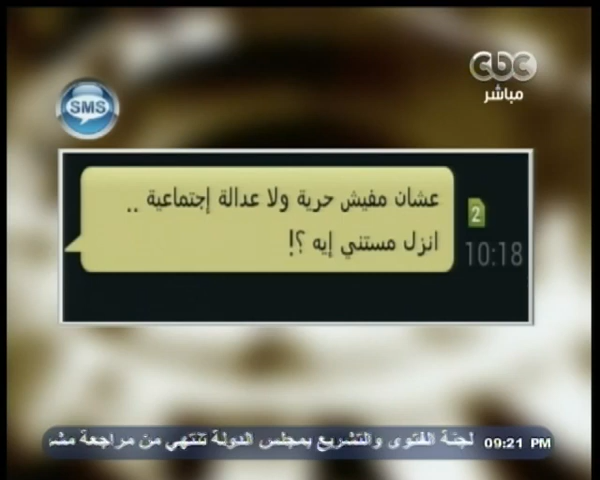 cbc
مباشر
SMS
عشان مفيش حرية ولا عدالة إجتماعية ..
انزل مستني إيه ؟!
2
10:18
لجنة الفتوى والتشريع بمجلس الدولة تنتهي من مراجعة
09:21 PM